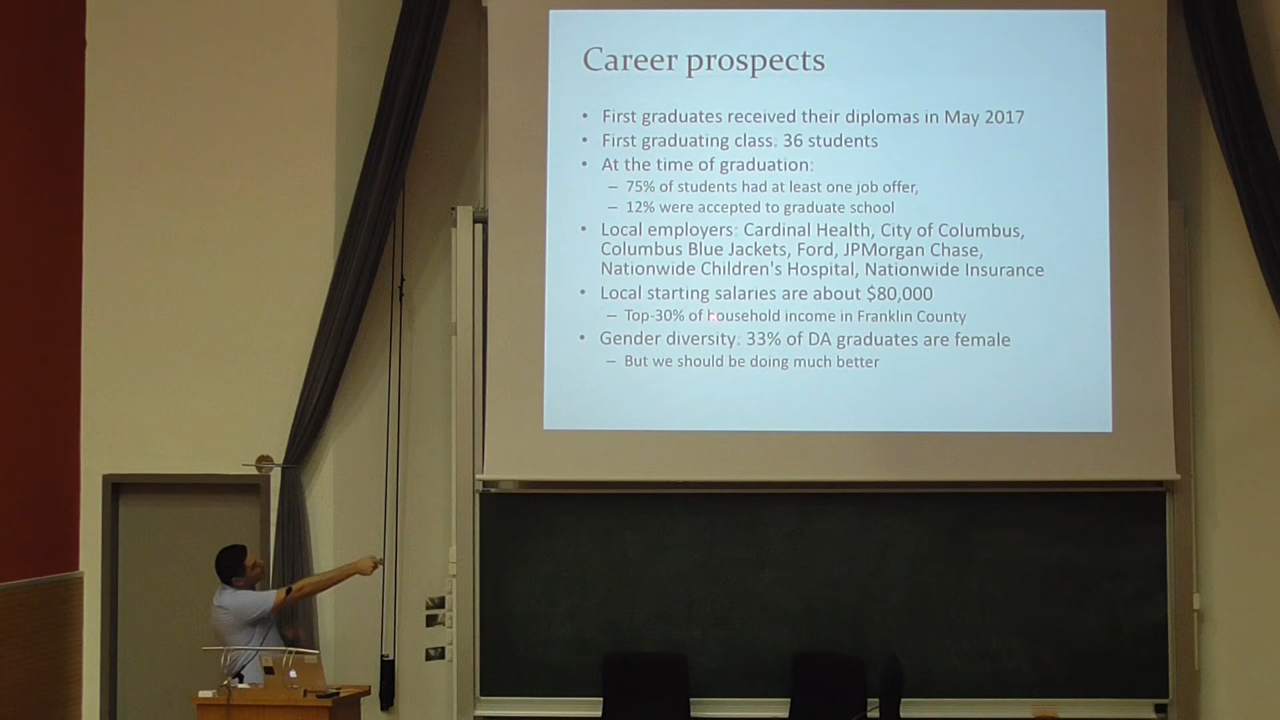 Career prospects
• First graduates received their diplomas in May 2017
• First graduating class: 36 students
• At the time of graduation:
– 75% of students had at least one job offer,
– 12% were accepted to graduate school
• Local employers: Cardinal Health, City of Columbus,
Columbus Blue Jackets, Ford, JPMorgan Chase,
Nationwide Children's Hospital, Nationwide Insurance
• Local starting salaries are about $80,000
– Top-30% of household income in Franklin County
• Gender diversity: 33% of DA graduates are female
– But we should be doing much better